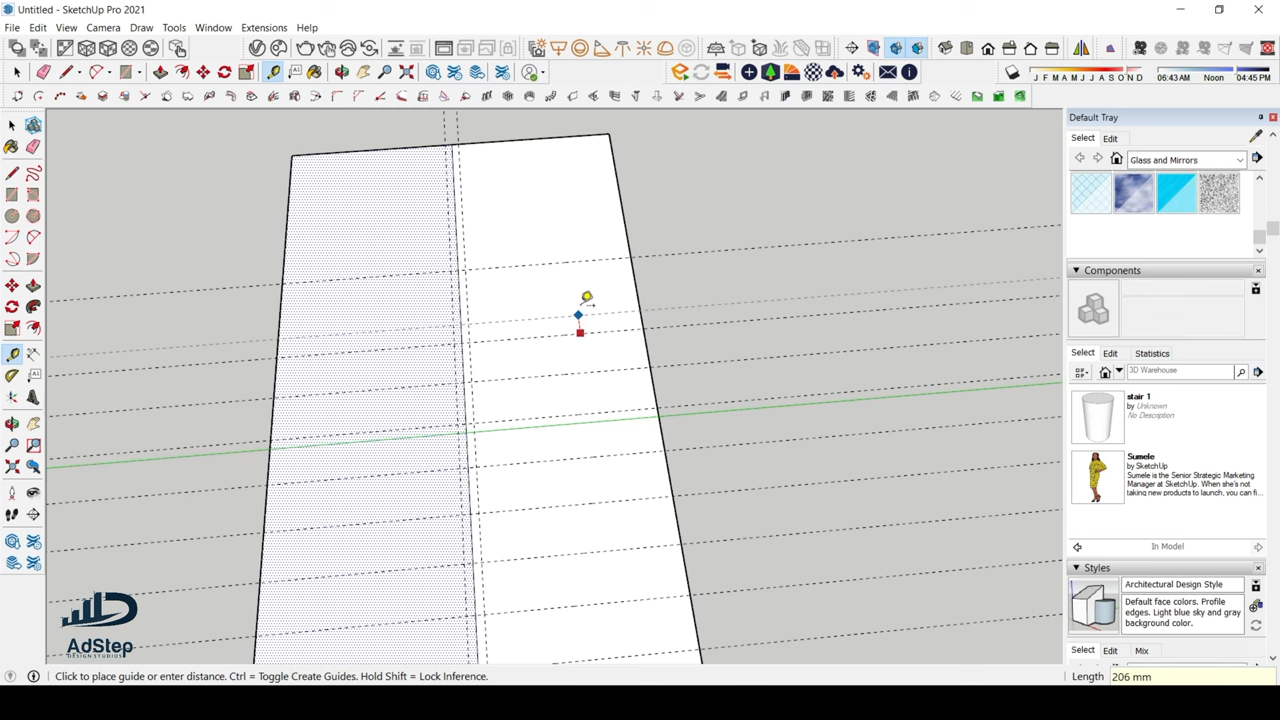 Untitled - SketchUp Pro 2021
File Edit Camera Draw Tools Window Extensions Help
J F M A M J J A S O N D 06:43 AM Noon 04:45 PM
Default Tray
Select Edit
Glass and Mirrors
Components
Select Edit Statistics
3D Warehouse
stair 1
by Unknown
No Description
Sumele
by SketchUp
Sumele is the Senior Strategic Marketing
Manager at SketchUp. When she's not
taking new products to launch, you can fi...
In Model
Styles
Architectural Design Style
Default face colors. Profile
edges. Light blue sky and gray
background color.
Select Edit Mix
AdStep
DESIGN STUDIOS
Click to place guide or enter distance. Ctrl = Toggle Create Guides. Hold Shift = Lock Inference.
Length 206 mm